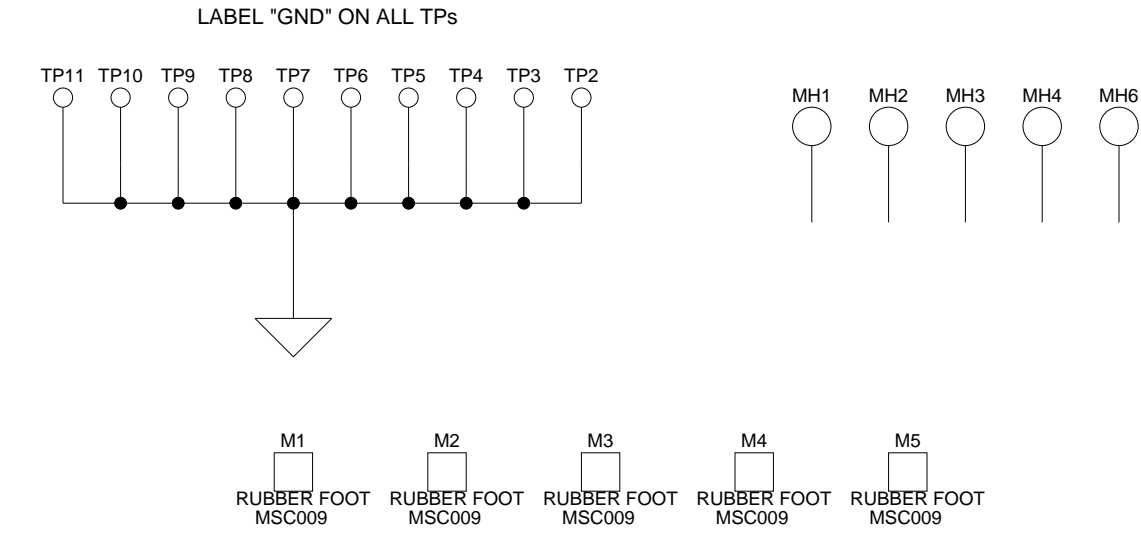 LABEL "GND" ON ALL TPs
TP11 TP10 TP9 TP8 TP7 TP6 TP5 TP4 TP3 TP2
MH1 MH2 MH3 MH4 MH6
M1 M2 M3 M4 M5
RUBBER FOOT RUBBER FOOT RUBBER FOOT RUBBER FOOT RUBBER FOOT
MSC009 MSC009 MSC009 MSC009 MSC009